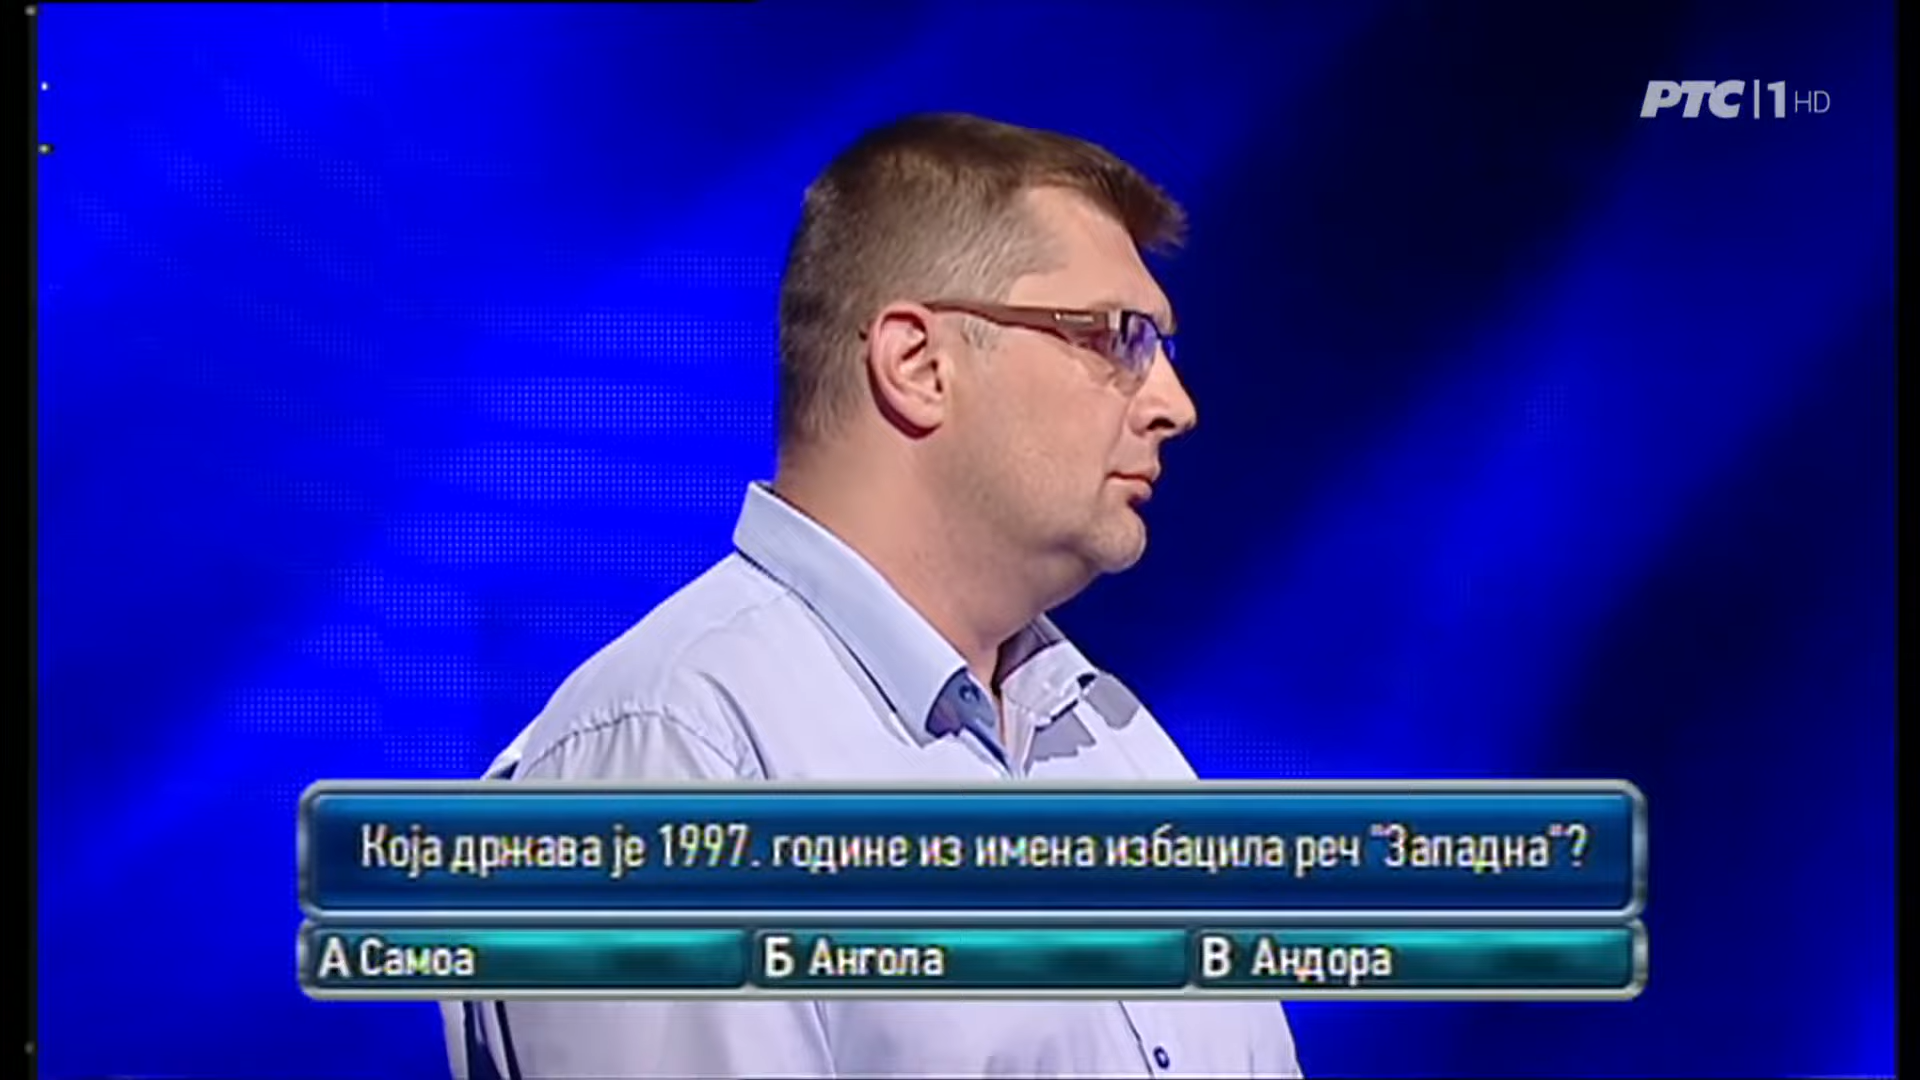 РТС|1 HD
Која држава је 1997. године из имена избацила реч "Западна"?
А Самоа
Б Ангола
В Андора